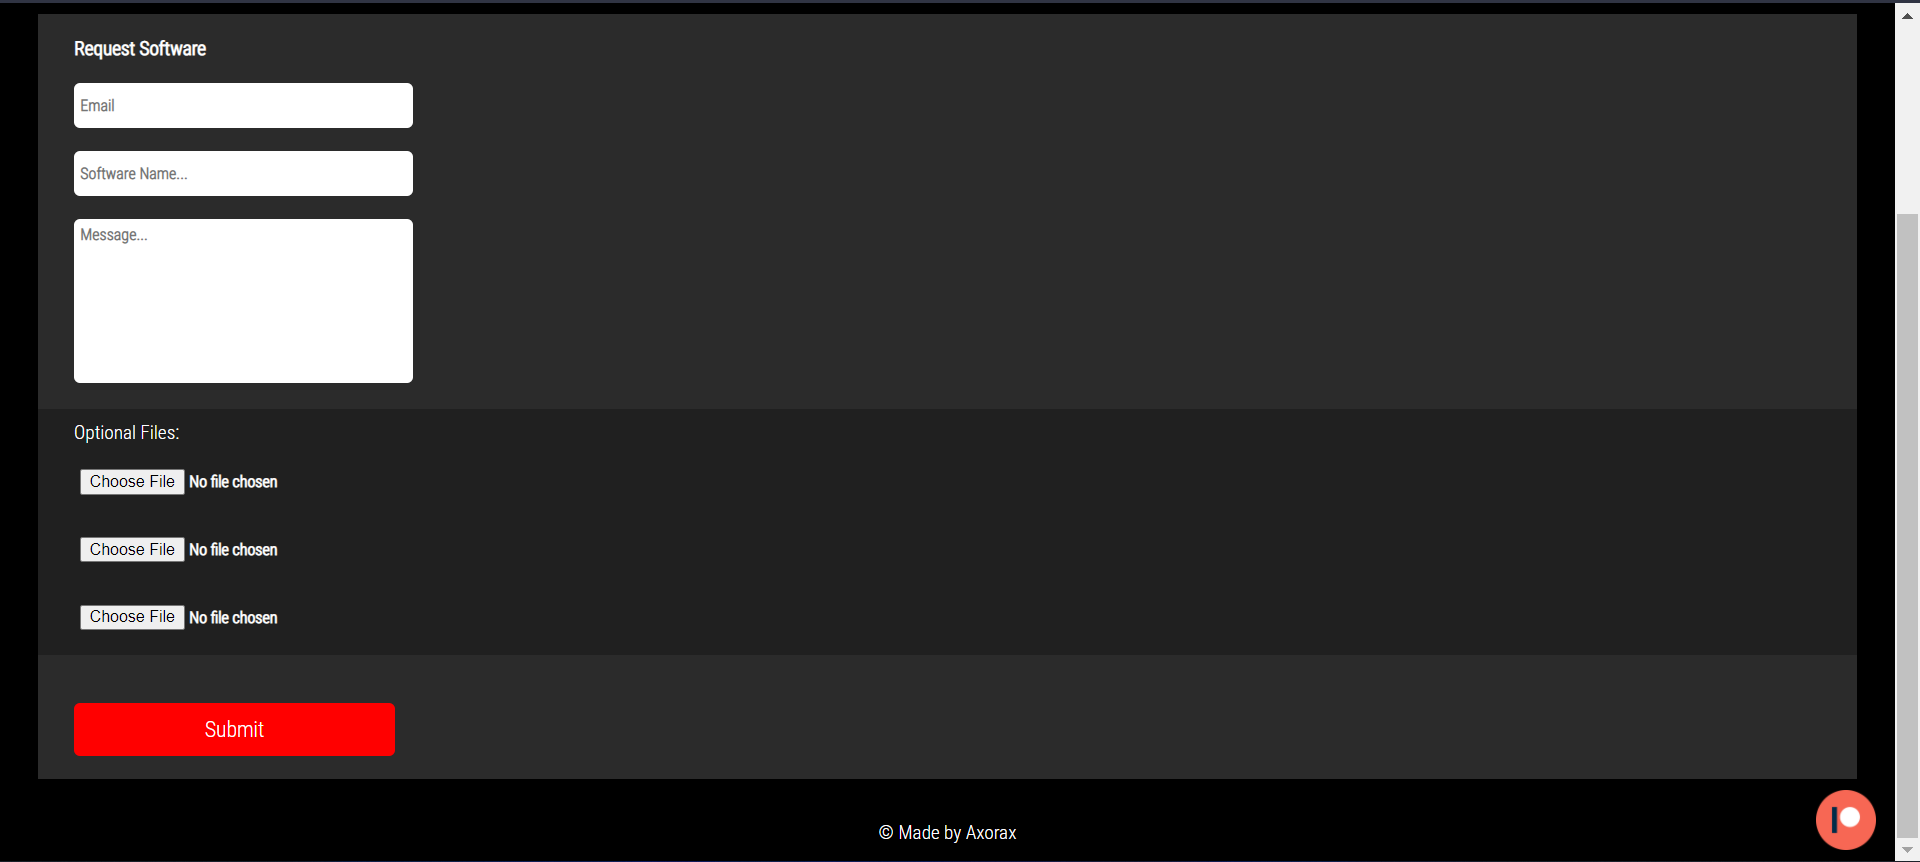 Request Software
Email
Software Name...
Message...
Optional Files:
Choose File No file chosen
Choose File No file chosen
Choose File No file chosen
Submit
© Made by Axorax